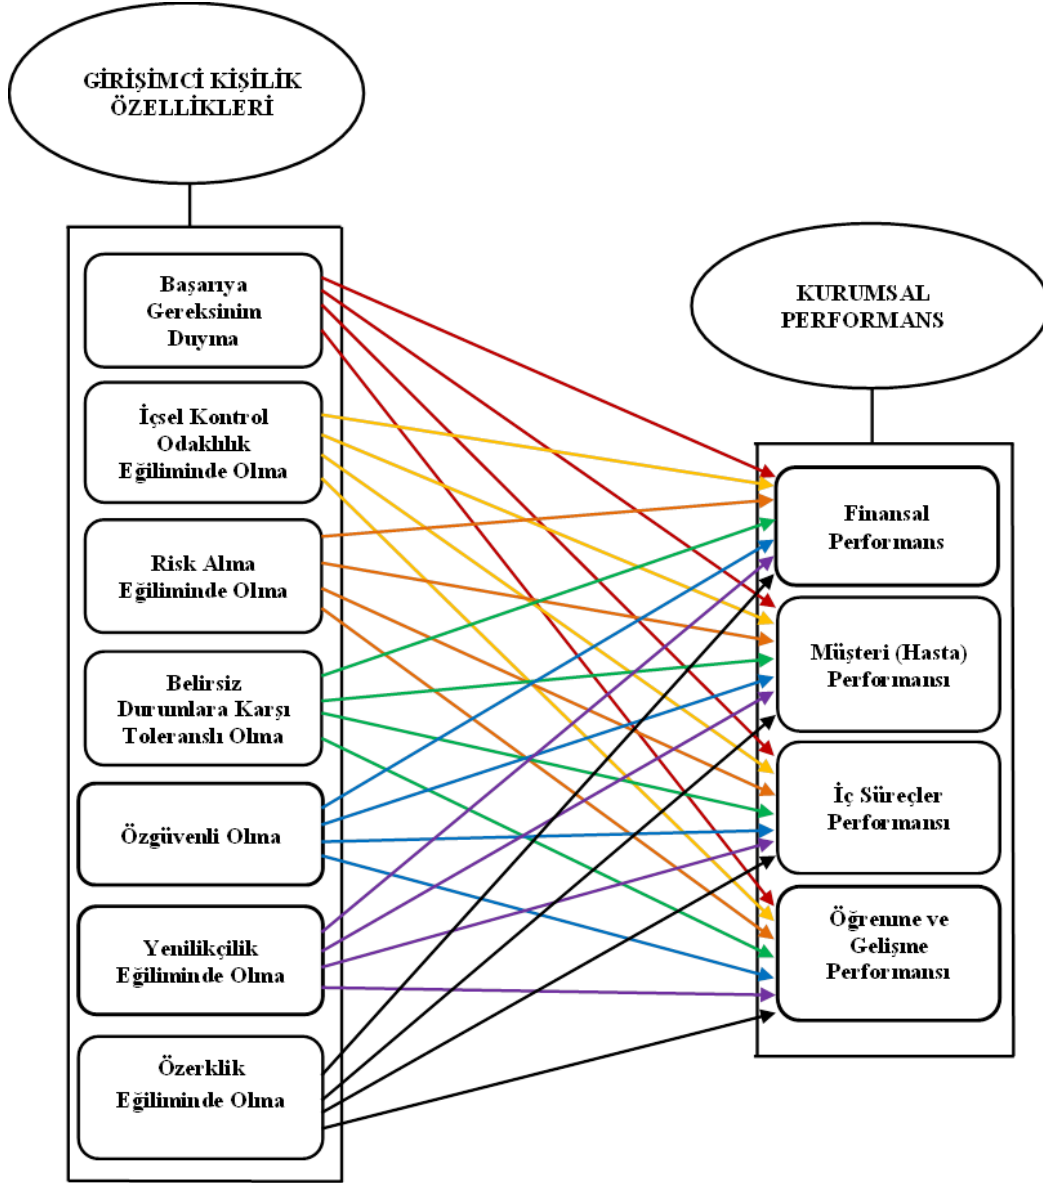 GİRİŞİMCİ KİŞİLİK
ÖZELLİKLERİ
Başarıya
Gereksinim
Duyma
İçsel Kontrol
Odaklılık
Eğiliminde Olma
Risk Alma
Eğiliminde Olma
Belirsiz
Durumlara Karşı
Toleranslı Olma
Özgüvenli Olma
Yenilikçilik
Eğiliminde Olma
Özerklik
Eğiliminde Olma
KURUMSAL
PERFORMANS
Finansal
Performans
Müşteri (Hasta)
Performansı
İç Süreçler
Performansı
Öğrenme ve
Gelişme
Performansı